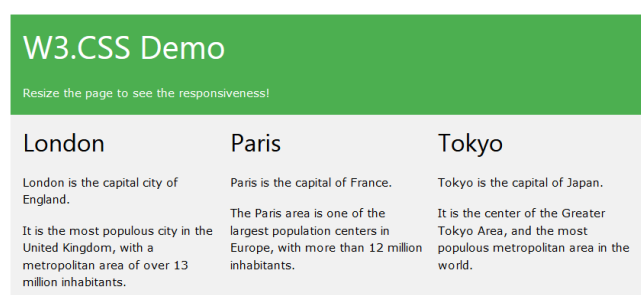 W3.CSS Demo
Resize the page to see the responsiveness!
London
London is the capital city of
England.
It is the most populous city in the
United Kingdom, with a
metropolitan area of over 13
million inhabitants.
Paris
Paris is the capital of France.
The Paris area is one of the
largest population centers in
Europe, with more than 12 million
inhabitants.
Tokyo
Tokyo is the capital of Japan.
It is the center of the Greater
Tokyo Area, and the most
populous metropolitan area in the
world.